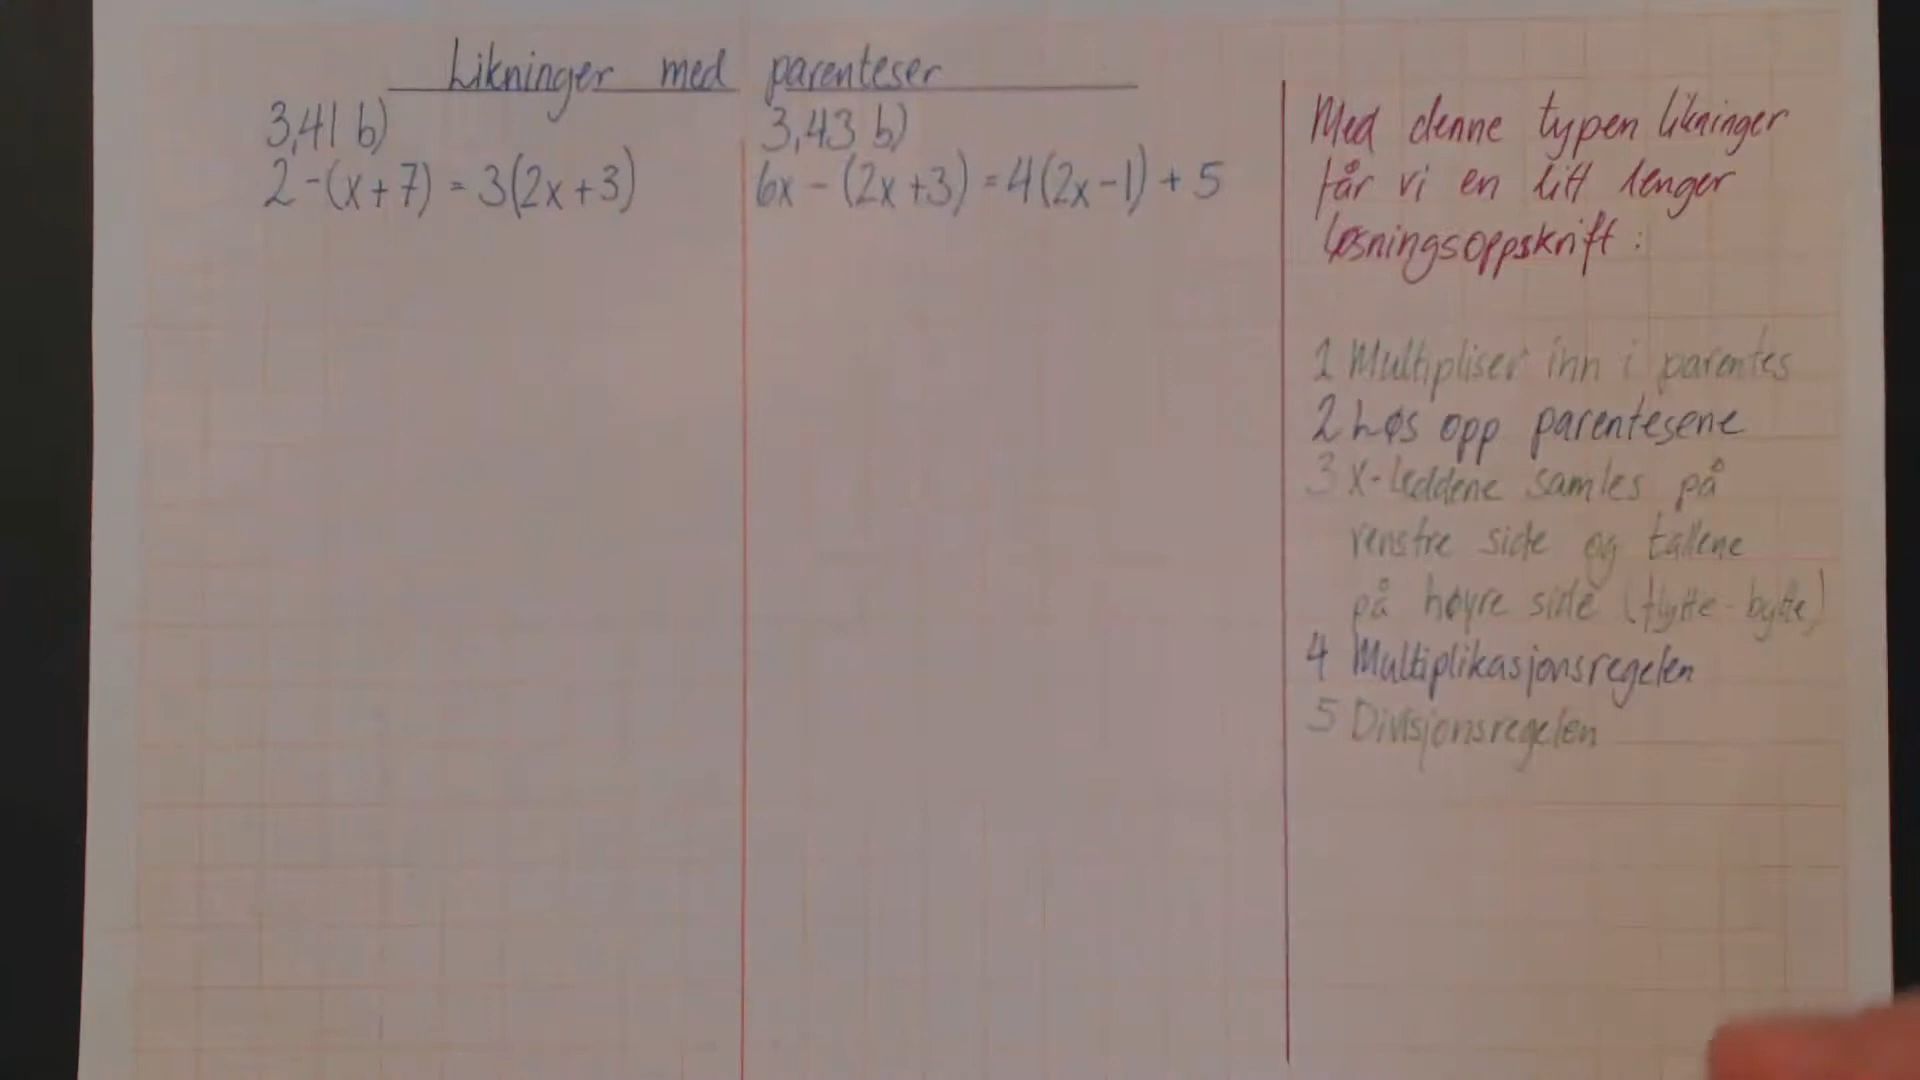 Likninger med parenteser
3,41 b)
2-(x+7) = 3(2x+3)
3,43 b)
6x - (2x+3) = 4(2x-1) + 5
Med denne typen likninger
får vi en litt lenger
løsningsoppskrift:
1 Multipliser inn i parentes
2 Løs opp parentesene
3 X-leddene samles på
venstre side og tallene
på høyre side (flytte-bytte)
4 Multiplikasjonsregelen
5 Divisjonsregelen